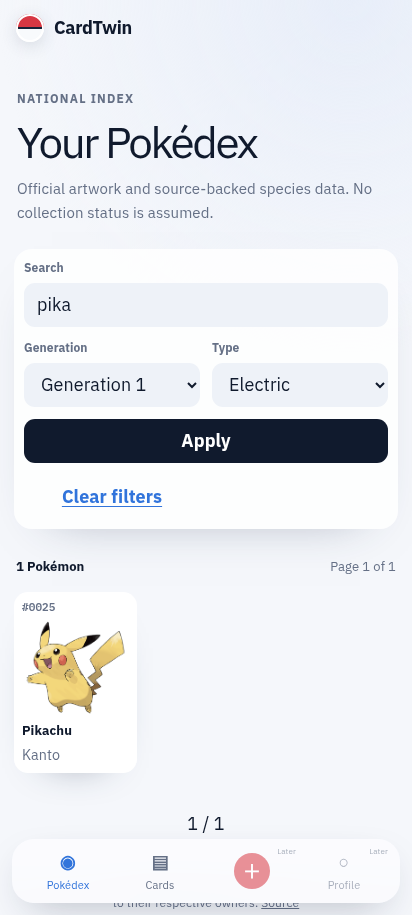 CardTwin
NATIONAL INDEX
Your Pokédex
Official artwork and source-backed species data. No
collection status is assumed.
Search
pika
Generation
Type
Generation 1
Electric
Apply
Clear filters
1 Pokémon
Page 1 of 1
#0025
Pikachu
Kanto
1 / 1
Later
Later
Pokédex
Cards
Profile
to their respective owners. Source